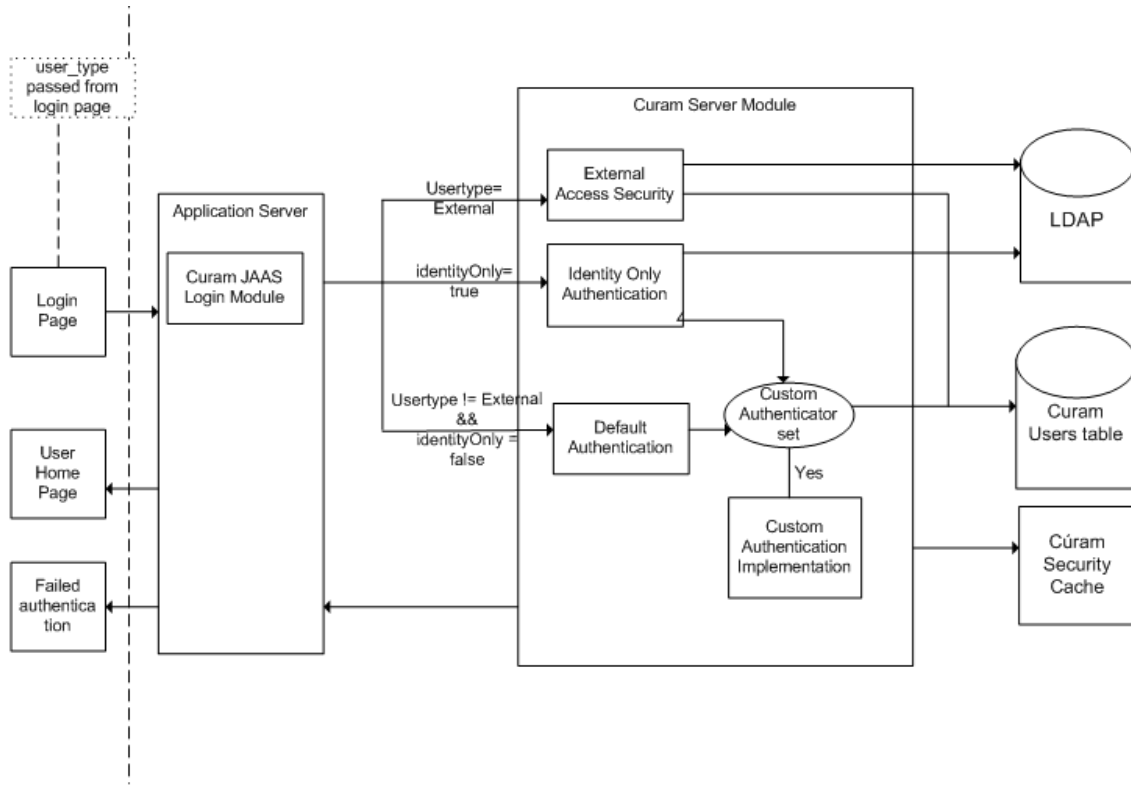 user_type
passed from
login page
Login
Page
User
Home
Page
Failed
authentica
tion
Application Server
Curam JAAS
Login Module
Usertype=
External
identityOnly=
true
Usertype != External
&&
identityOnly =
false
Curam Server Module
External
Access Security
Identity Only
Authentication
Default
Authentication
Custom
Authenticator
set
Yes
Custom
Authentication
Implementation
LDAP
Curam
Users table
Cúram
Security
Cache